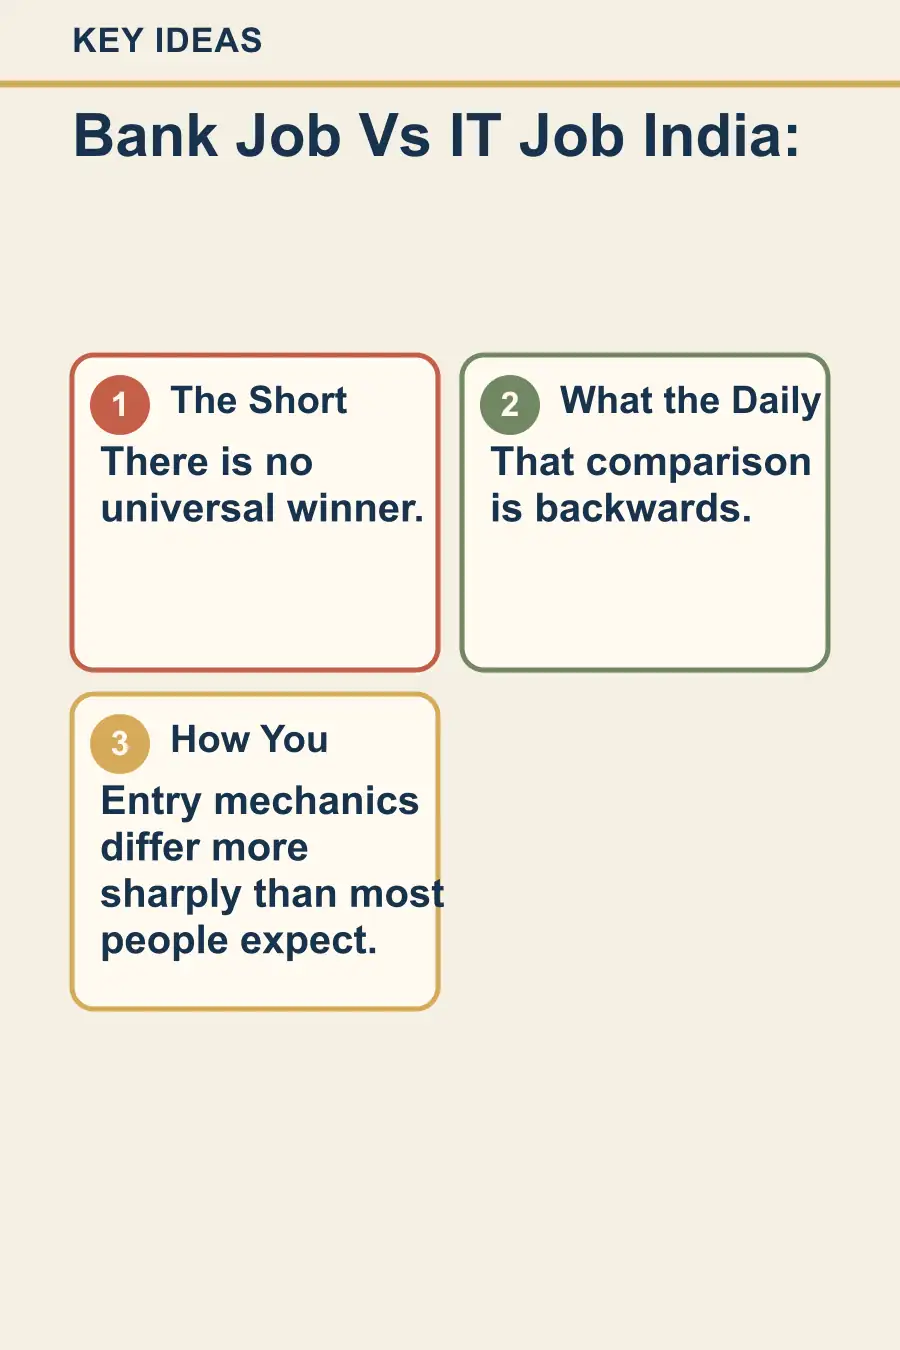 KEY IDEAS
Bank Job Vs IT Job India:
1
The Short
There is no
universal winner.
2
What the Daily
That comparison
is backwards.
3
How You
Entry mechanics
differ more
sharply than most
people expect.